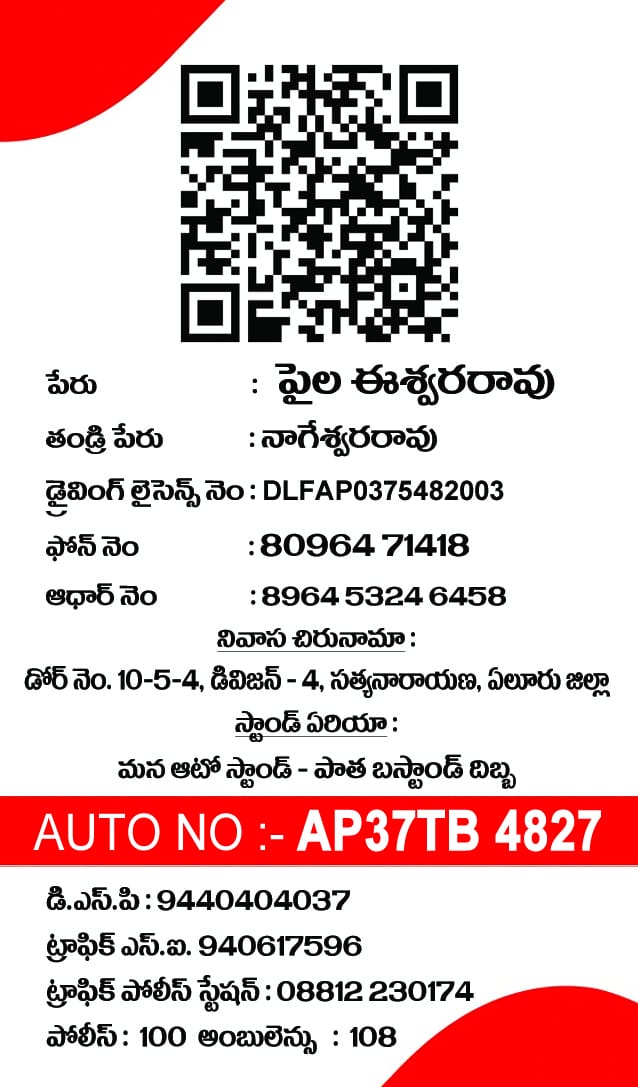 పేరు : పైల ఈశ్వరరావు
తండ్రి పేరు : నాగేశ్వరరావు
డ్రైవింగ్ లైసెన్స్ నెం : DLFAP0375482003
ఫోన్ నెం : 80964 71418
ఆధార్ నెం : 8964 5324 6458
నివాస చిరునామా :
డోర్ నెం. 10-5-4, డివిజన్ - 4, సత్యనారాయణ, ఏలూరు జిల్లా
స్టాండ్ ఏరియా :
మన ఆటో స్టాండ్ - పాత బస్టాండ్ దిబ్బ
AUTO NO :- AP37TB 4827
డి.ఎస్.పి : 9440404037
ట్రాఫిక్ ఎస్.ఐ. 940617596
ట్రాఫిక్ పోలీస్ స్టేషన్ : 08812 230174
పోలీస్ : 100 అంబులెన్సు : 108